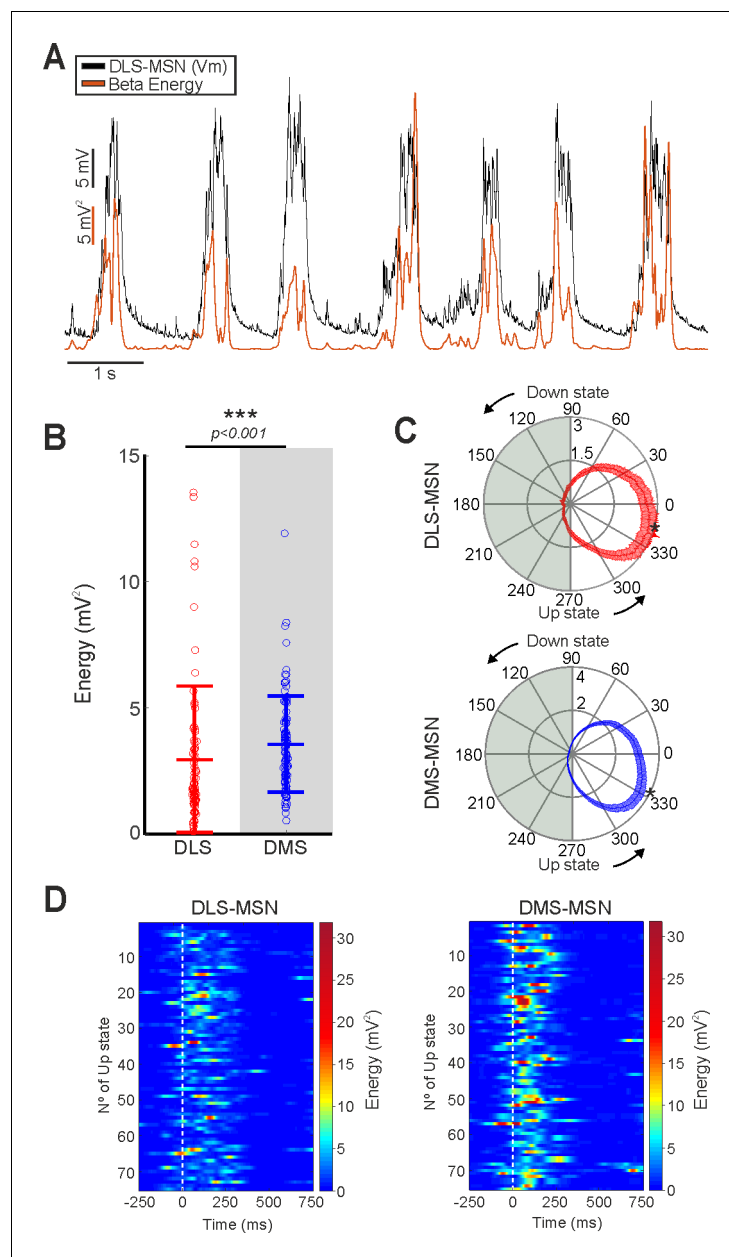 A
DLS-MSN (Vm)
Beta Energy
5 mV
5 mV²
1 s
B
***
p<0.001
15
10
5
0
Energy (mV²)
DLS
DMS
C
Down state
90
120
60
3
150
1.5
30
180
0
*
210
330
240
300
270
Up state
DLS-MSN
Down state
90
120
60
4
150
2
30
180
0
*
210
330
240
300
270
Up state
DMS-MSN
D
DLS-MSN
10
20
30
40
50
60
70
Nº of Up state
-250
0
250
500
750
Time (ms)
30
25
20
15
10
5
0
Energy (mV²)
DMS-MSN
10
20
30
40
50
60
70
Nº of Up state
-250
0
250
500
750
Time (ms)
30
25
20
15
10
5
0
Energy (mV²)